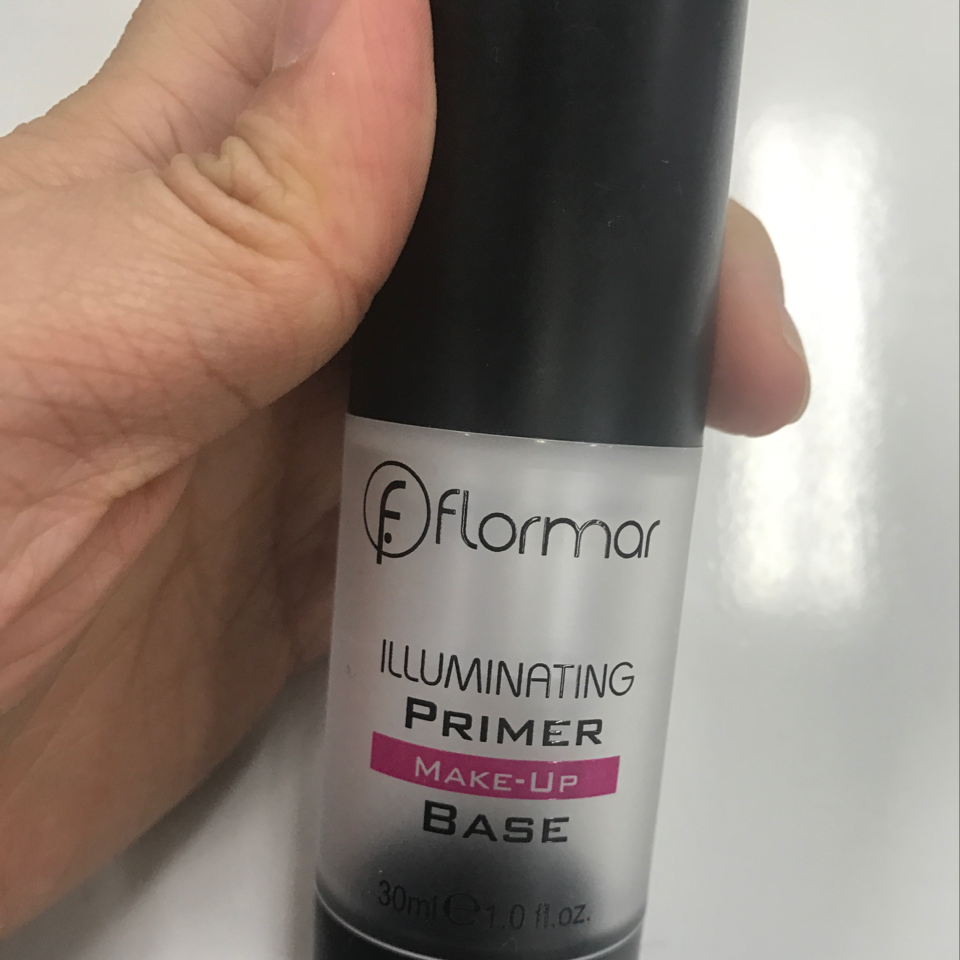 flormar
ILLUMINATING
PRIMER
MAKE-UP
BASE
30ml ℮ 1.0 fl.oz.